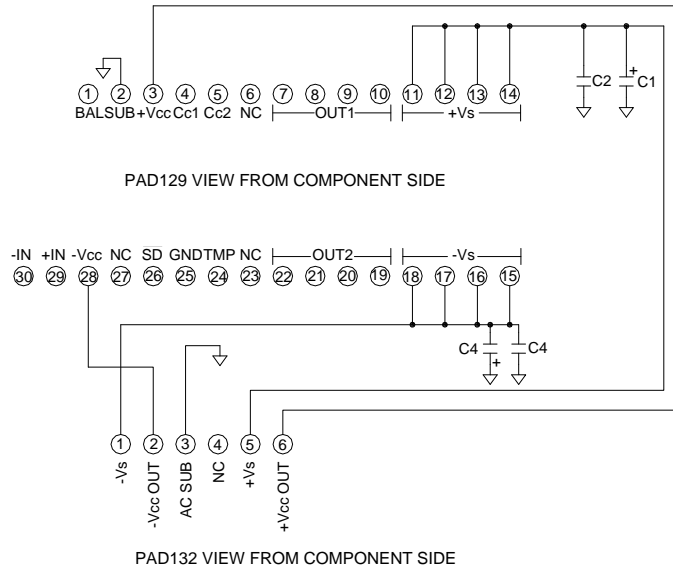 C2
+
C1
1 2 3 4 5 6 7 8 9 10 11 12 13 14
BAL SUB +Vcc Cc1 Cc2 NC OUT1 +Vs
PAD129 VIEW FROM COMPONENT SIDE
-IN +IN -Vcc NC SD GND TMP NC OUT2 -Vs
30 29 28 27 26 25 24 23 22 21 20 19 18 17 16 15
C4
+
C4
1 2 3 4 5 6
-Vs
-Vcc OUT
AC SUB
NC
+Vs
+Vcc OUT
PAD132 VIEW FROM COMPONENT SIDE